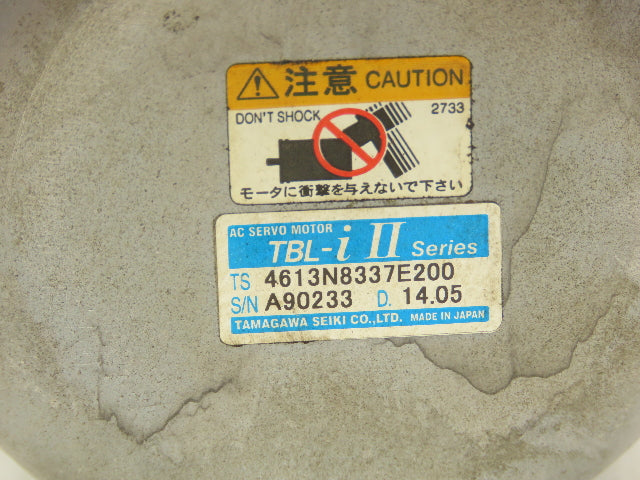 注意 CAUTION
DON'T SHOCK 2733
モータに衝撃を与えないで下さい
AC SERVO MOTOR
TBL-i II Series
TS 4613N8337E200
S/N A90233 D. 14.05
TAMAGAWA SEIKI CO.,LTD. MADE IN JAPAN